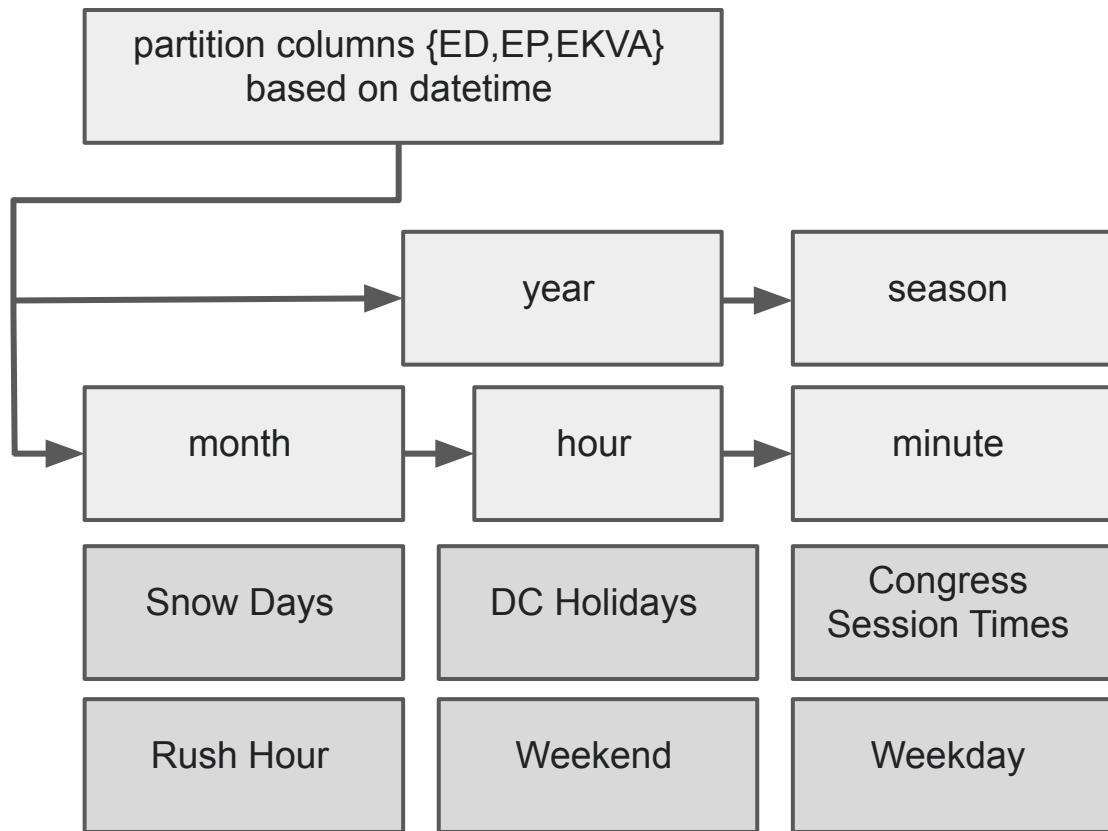 partition columns {ED,EP,EKVA}
based on datetime
year
season
month
hour
minute
Snow Days
DC Holidays
Congress
Session Times
Rush Hour
Weekend
Weekday